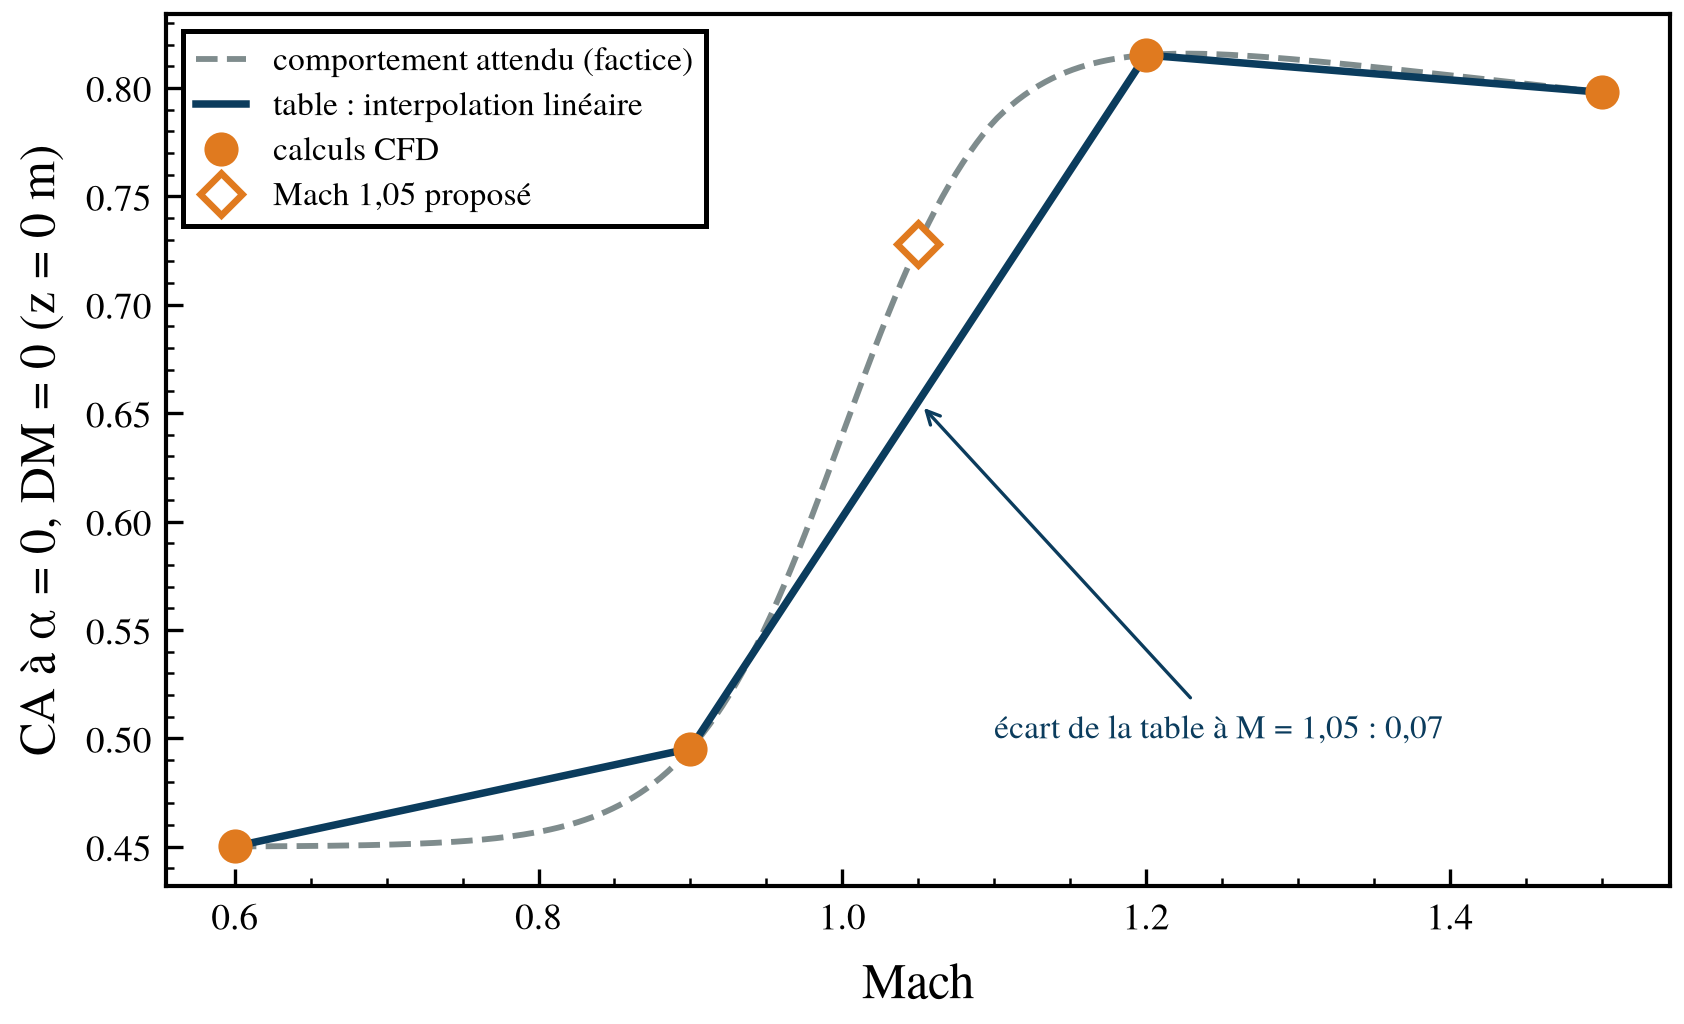 comportement attendu (factice)
table : interpolation linéaire
calculs CFD
Mach 1,05 proposé
0.80
0.75
0.70
0.65
0.60
0.55
0.50
0.45
CA à α = 0, DM = 0 (z = 0 m)
écart de la table à M = 1,05 : 0,07
0.6 0.8 1.0 1.2 1.4
Mach